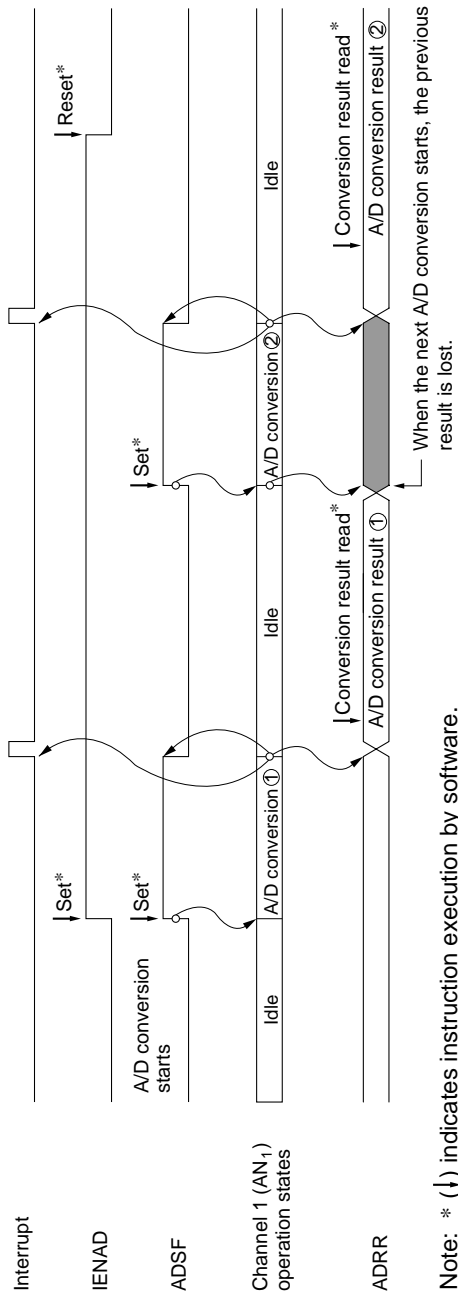 Interrupt
IENAD
Set*
Reset*
ADSF
A/D conversion
starts
Set*
Set*
Channel 1 (AN1)
operation states
Idle
A/D conversion ①
Idle
A/D conversion ②
Idle
ADRR
Conversion result read*
A/D conversion result ①
Conversion result read*
A/D conversion result ②
When the next A/D conversion starts, the previous
result is lost.
Note: * (↓) indicates instruction execution by software.